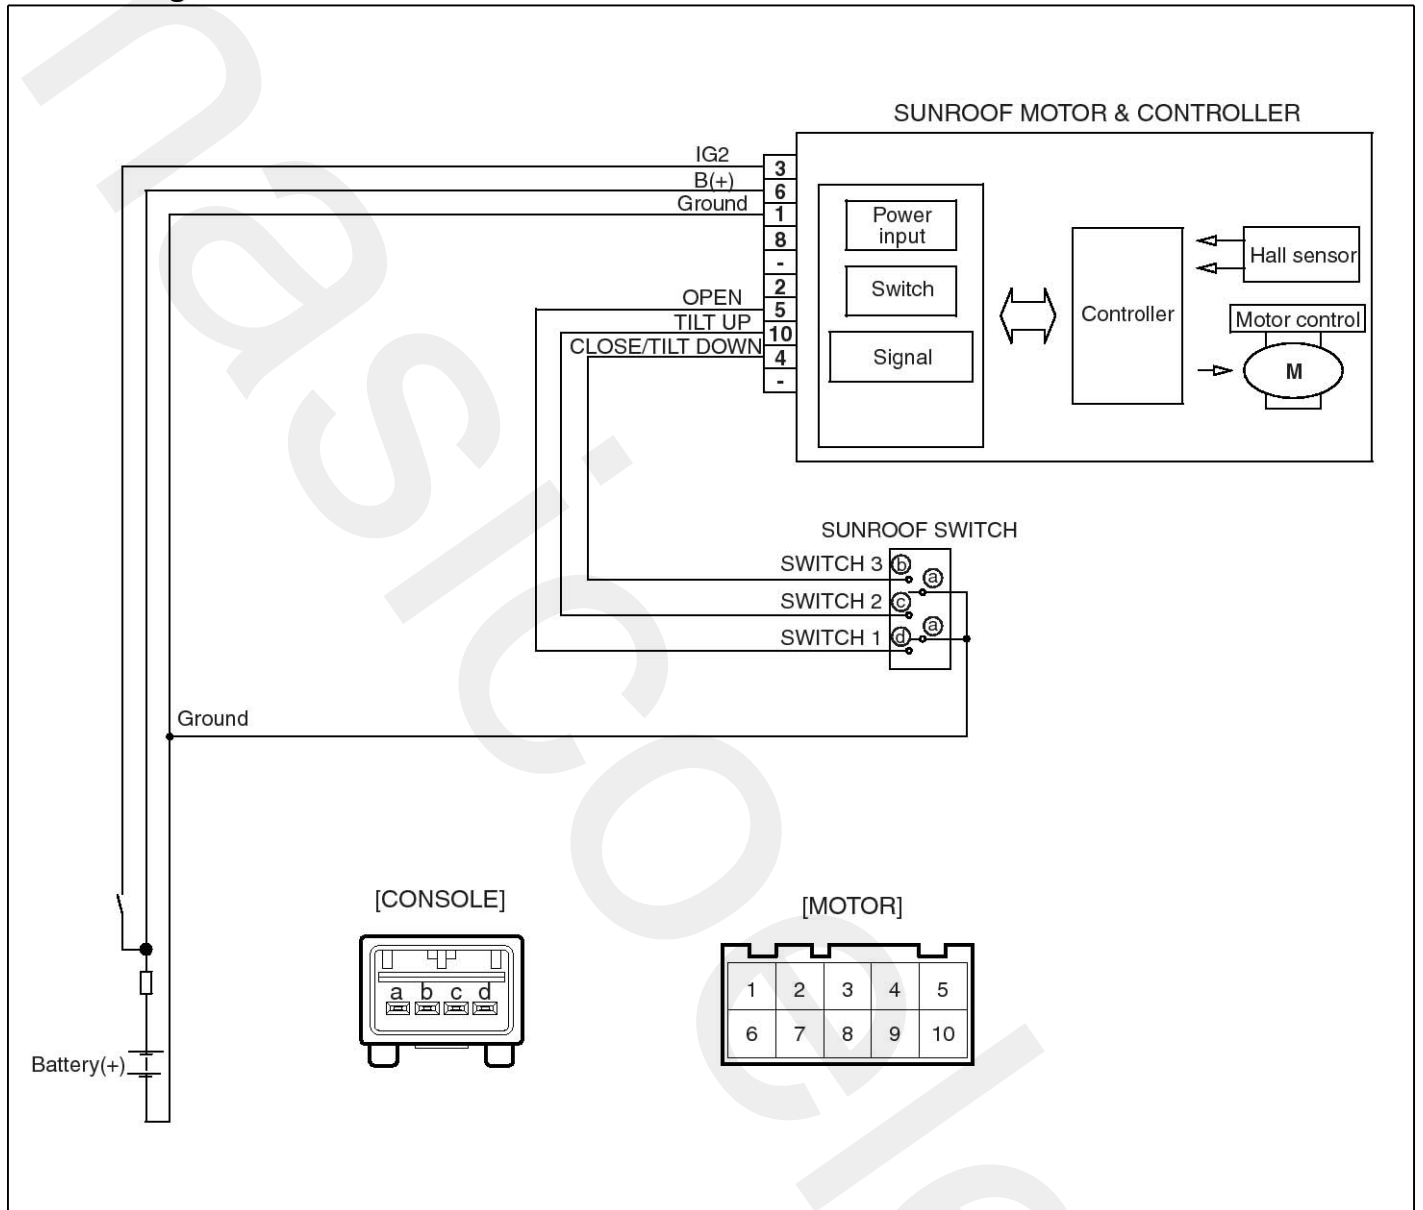 SUNROOF MOTOR & CONTROLLER
IG2
3
B(+)
6
Ground
1
8
-
2
OPEN
5
TILT UP
10
CLOSE/TILT DOWN
4
-
Power
input
Switch
Signal
Controller
Hall sensor
Motor control
M
SUNROOF SWITCH
SWITCH 3 b
a
SWITCH 2 c
a
SWITCH 1 d
Ground
[CONSOLE]
a b c d
[MOTOR]
1 2 3 4 5
6 7 8 9 10
Battery(+)